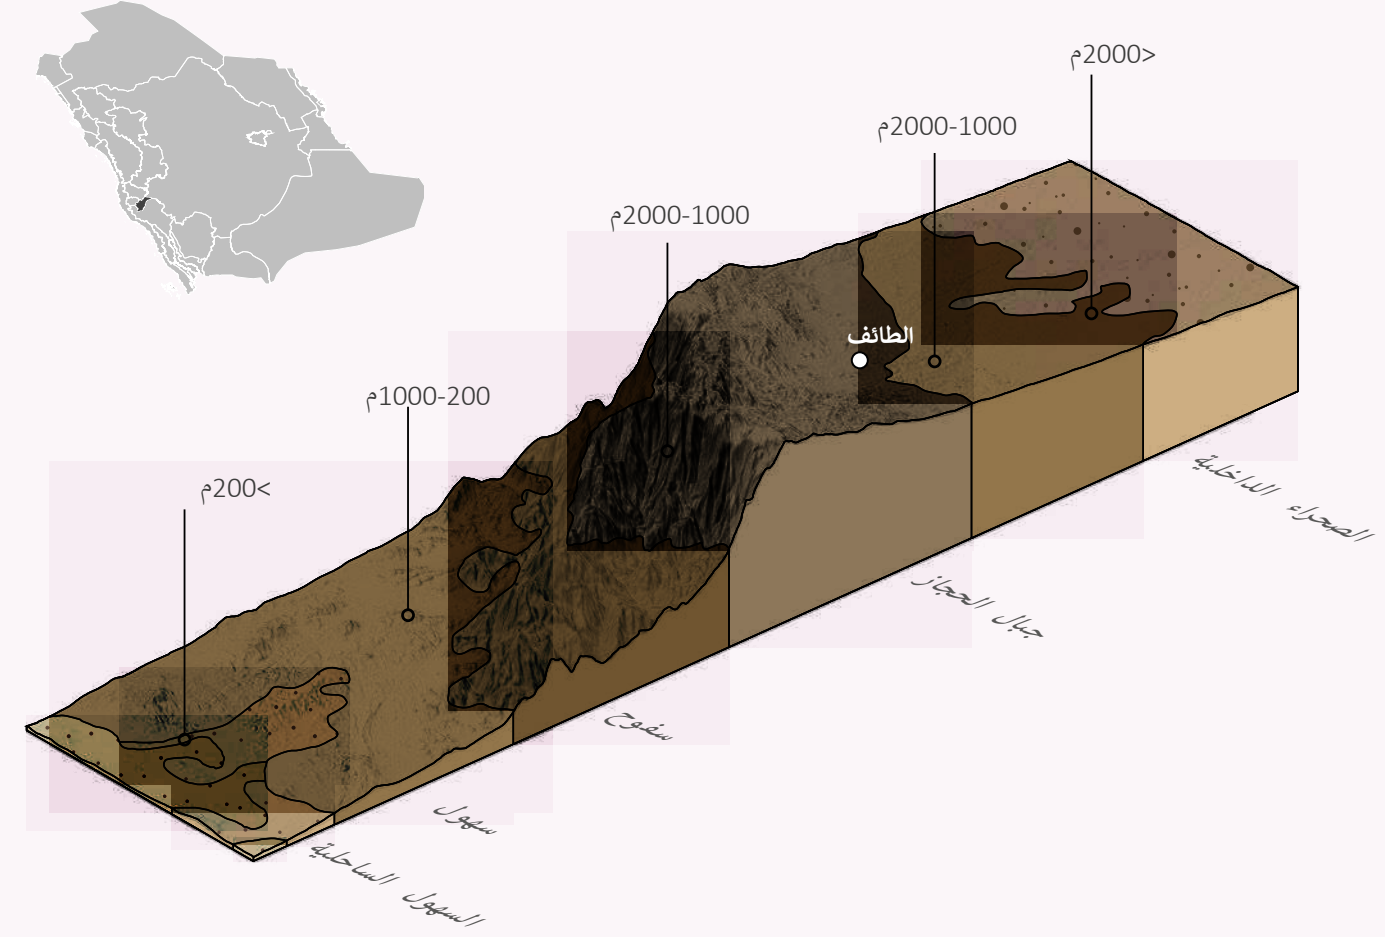 <2000م
2000-1000م
2000-1000م
الطائف
1000-200م
>200م
الصحراء الداخلية
جبال الحجاز
سفوح
سهول
السهول الساحلية